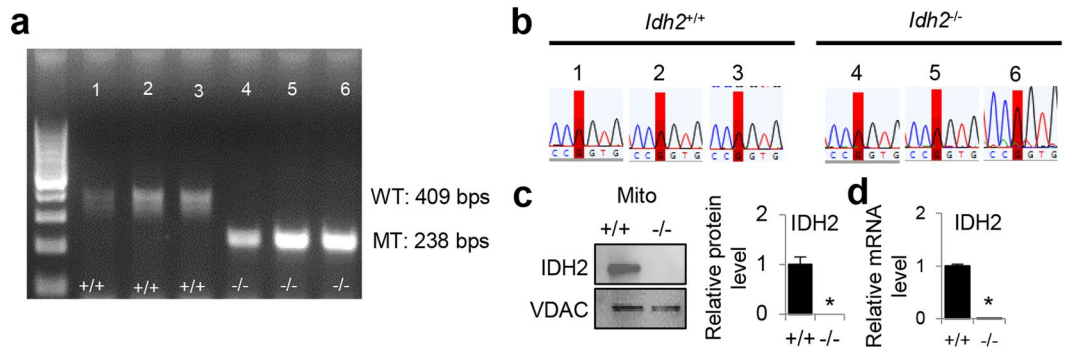 a
1 2 3 4 5 6
WT: 409 bps
MT: 238 bps
+/+ +/+ +/+ -/- -/- -/-
b
Idh2+/+ Idh2-/-
1 2 3 4 5 6
C C G G T G
C C G G T G
C C G G T G
C C G G T G
C C G G T G
C C G G T G
c
Mito
+/+ -/-
IDH2
VDAC
Relative protein
level
2
1
0
IDH2
*
+/+ -/-
d
Relative mRNA
level
2
1
0
IDH2
*
+/+ -/-